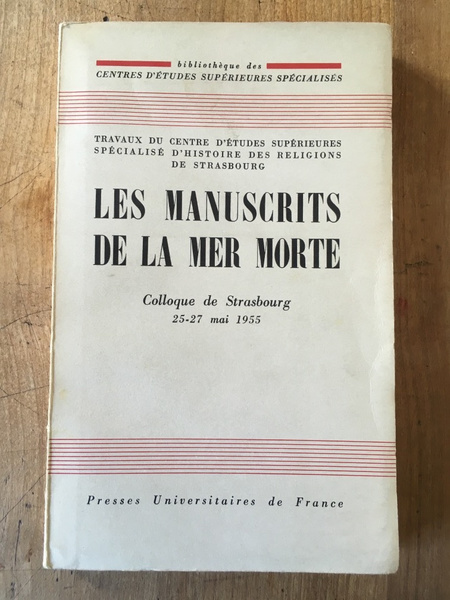 bibliothèque des
CENTRES D'ÉTUDES SUPÉRIEURES SPÉCIALISÉS
TRAVAUX DU CENTRE D'ÉTUDES SUPÉRIEURES
SPÉCIALISÉ D'HISTOIRE DES RELIGIONS
DE STRASBOURG
LES MANUSCRITS
DE LA MER MORTE
Colloque de Strasbourg
25-27 mai 1955
Presses Universitaires de France